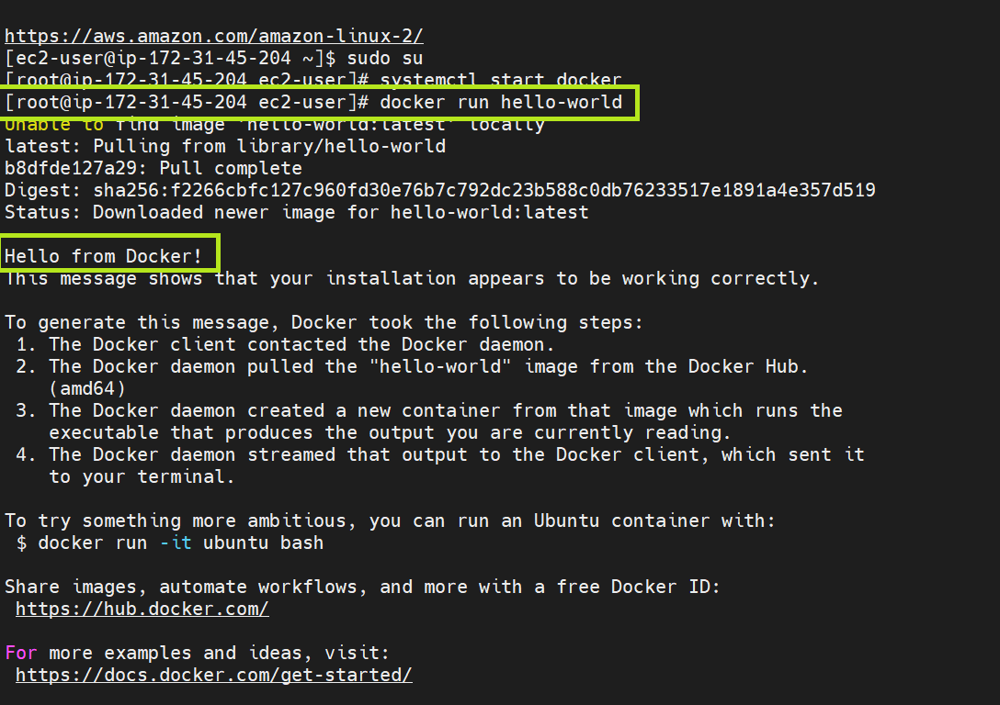 https://aws.amazon.com/amazon-linux-2/
[ec2-user@ip-172-31-45-204 ~]$ sudo su
[root@ip-172-31-45-204 ec2-user]# systemctl start docker
[root@ip-172-31-45-204 ec2-user]# docker run hello-world
Unable to find image 'hello-world:latest' locally
latest: Pulling from library/hello-world
b8dfde127a29: Pull complete
Digest: sha256:f2266cbfc127c960fd30e76b7c792dc23b588c0db76233517e1891a4e357d519
Status: Downloaded newer image for hello-world:latest
Hello from Docker!
This message shows that your installation appears to be working correctly.
To generate this message, Docker took the following steps:
1. The Docker client contacted the Docker daemon.
2. The Docker daemon pulled the "hello-world" image from the Docker Hub.
(amd64)
3. The Docker daemon created a new container from that image which runs the
executable that produces the output you are currently reading.
4. The Docker daemon streamed that output to the Docker client, which sent it
to your terminal.
To try something more ambitious, you can run an Ubuntu container with:
$ docker run -it ubuntu bash
Share images, automate workflows, and more with a free Docker ID:
https://hub.docker.com/
For more examples and ideas, visit:
https://docs.docker.com/get-started/